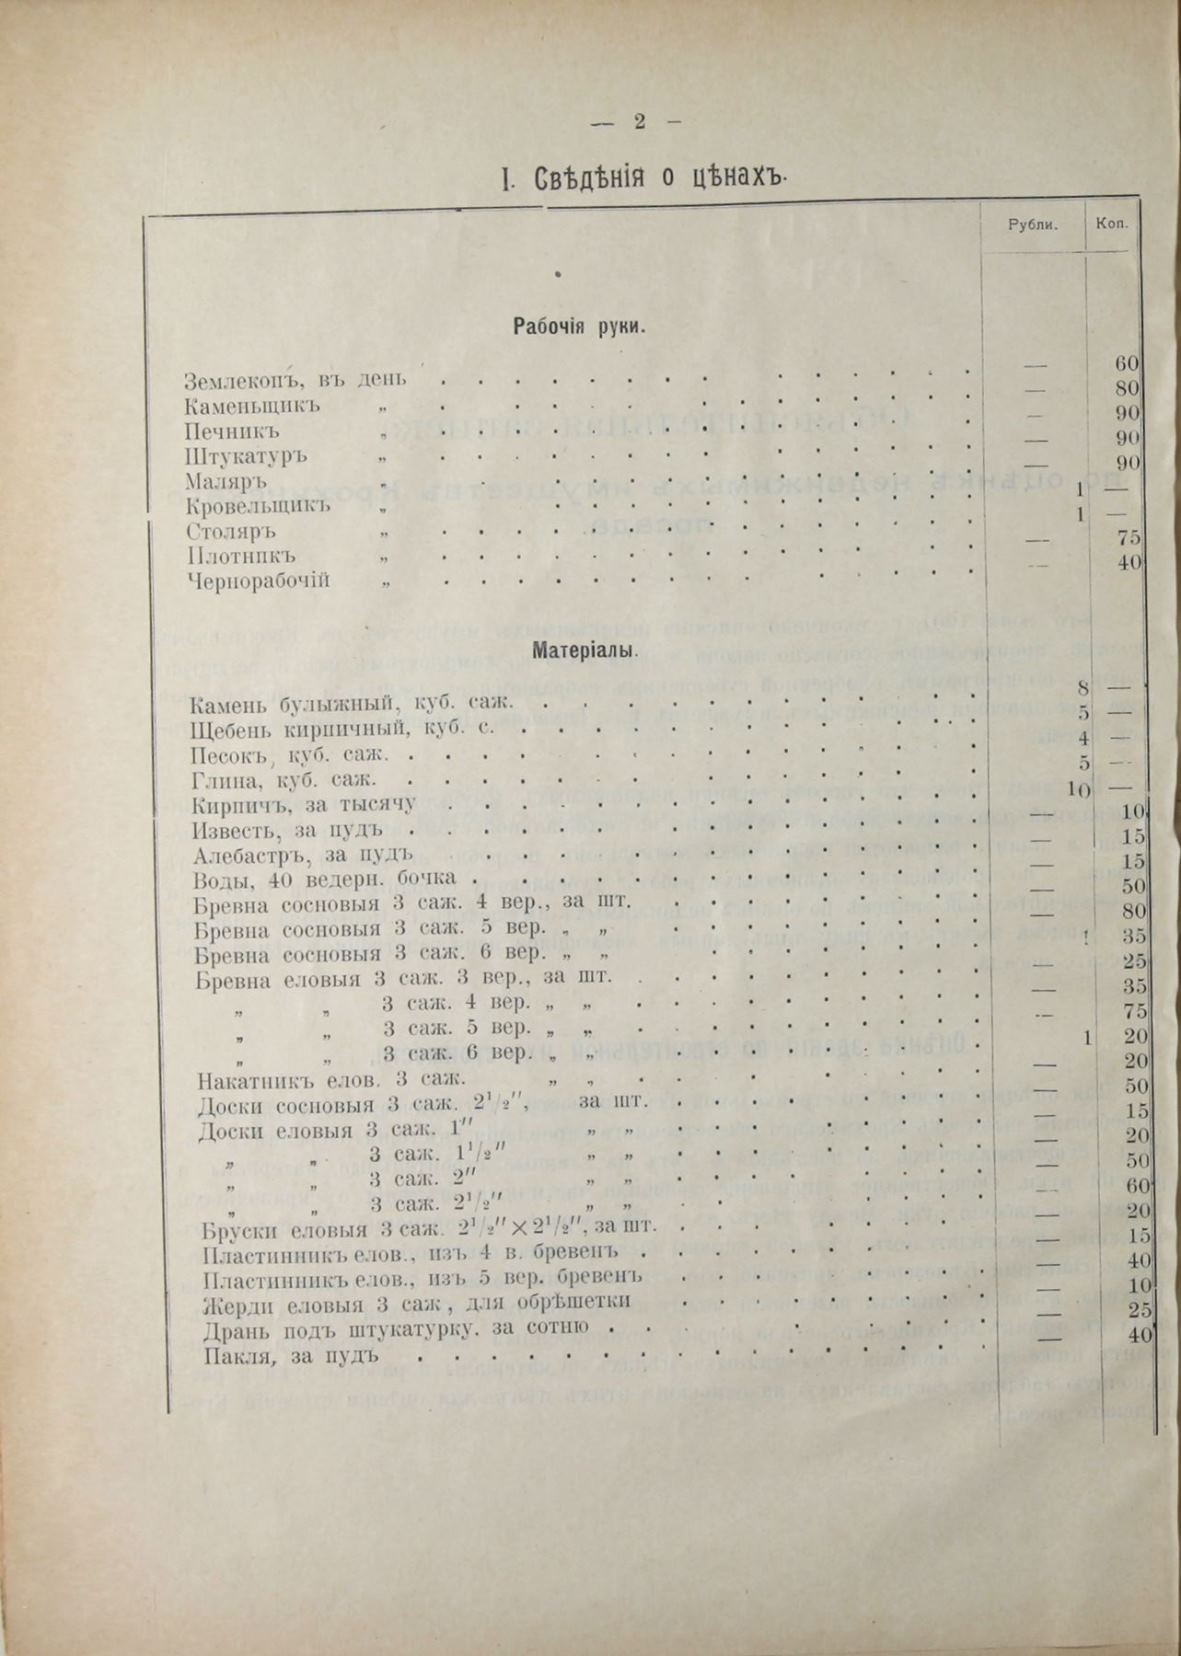 — 2 –
I. Свѣдѣнія о цѣнахъ.
Рубли. Коп.
Рабочія руки.
Землекопъ, въ день . . . . . . . . . . . . . . — 60
Каменьщикъ „ . . . . . . . . . . . . . — 80
Печникъ „ . . . . . . . . . . . . . — 90
Штукатуръ „ . . . . . . . . . . . . . — 90
Маляръ „ . . . . . . . . . . . . . — 90
Кровельщикъ „ . . . . . . . . . . . . 1 —
Столяръ „ . . . . . . . . . . . . . . 1 —
Плотникъ „ . . . . . . . . . . . . . . — 75
Чернорабочій „ . . . . . . . . . . . . . — 40
Матеріалы.
Камень булыжный, куб. саж. . . . . . . . . . . . 8 —
Щебень кирпичный, куб. с. . . . . . . . . . . . . 5 —
Песокъ, куб. саж. . . . . . . . . . . . . . . 4 —
Глина, куб. саж. . . . . . . . . . . . . . . 5 —
Кирпичъ, за тысячу . . . . . . . . . . . . . . 10 —
Известь, за пудъ . . . . . . . . . . . . . . — 10
Алебастръ, за пудъ . . . . . . . . . . . . . — 15
Воды, 40 ведерн. бочка . . . . . . . . . . . . . — 15
Бревна сосновыя 3 саж. 4 вер., за шт. . . . . . . . . . — 50
Бревна сосновыя 3 саж. 5 вер. „ „ . . . . . . . . . — 80
Бревна сосновыя 3 саж. 6 вер. „ „ . . . . . . . . 1 35
Бревна еловыя 3 саж. 3 вер., за шт. . . . . . . . . . . — 25
„ „ 3 саж. 4 вер. „ „ . . . . . . . . . . — 35
„ „ 3 саж. 5 вер. „ „ . . . . . . . . . . — 75
„ „ 3 саж. 6 вер. „ „ . . . . . . . . . 1 20
Накатникъ елов. 3 саж. „ „ . . . . . . . . — 20
Доски сосновыя 3 саж. 2¹/₂″, за шт. . . . . . . . . . — 50
Доски еловыя 3 саж. 1″ „ „ . . . . . . . . — 15
„ „ 3 саж. 1¹/₂″ „ „ . . . . . . . . — 20
„ „ 3 саж. 2″ „ „ . . . . . . . . . — 50
„ „ 3 саж. 2¹/₂″ „ „ . . . . . . — 60
Бруски еловыя 3 саж. 2¹/₂″×2¹/₂″, за шт. . . . . . . . — 20
Пластинникъ елов., изъ 4 в. бревенъ . . . . . . . . . — 15
Пластинникъ елов., изъ 5 вер. бревенъ . . . . . . . — 40
Жерди еловыя 3 саж, для обрѣшетки . . . . . . . . . — 10
Дрань подъ штукатурку. за сотню . . . . . . . — 25
Пакля, за пудъ . . . . . . . . . . . . . . . . — 40